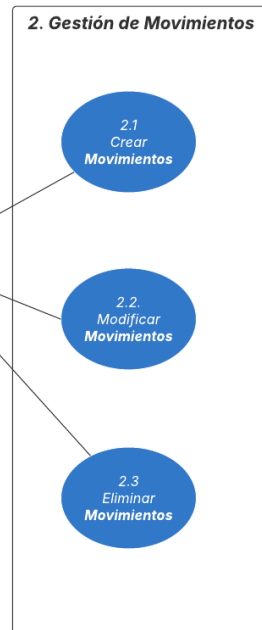 2. Gestión de Movimientos
2.1
Crear
Movimientos
2.2.
Modificar
Movimientos
2.3
Eliminar
Movimientos